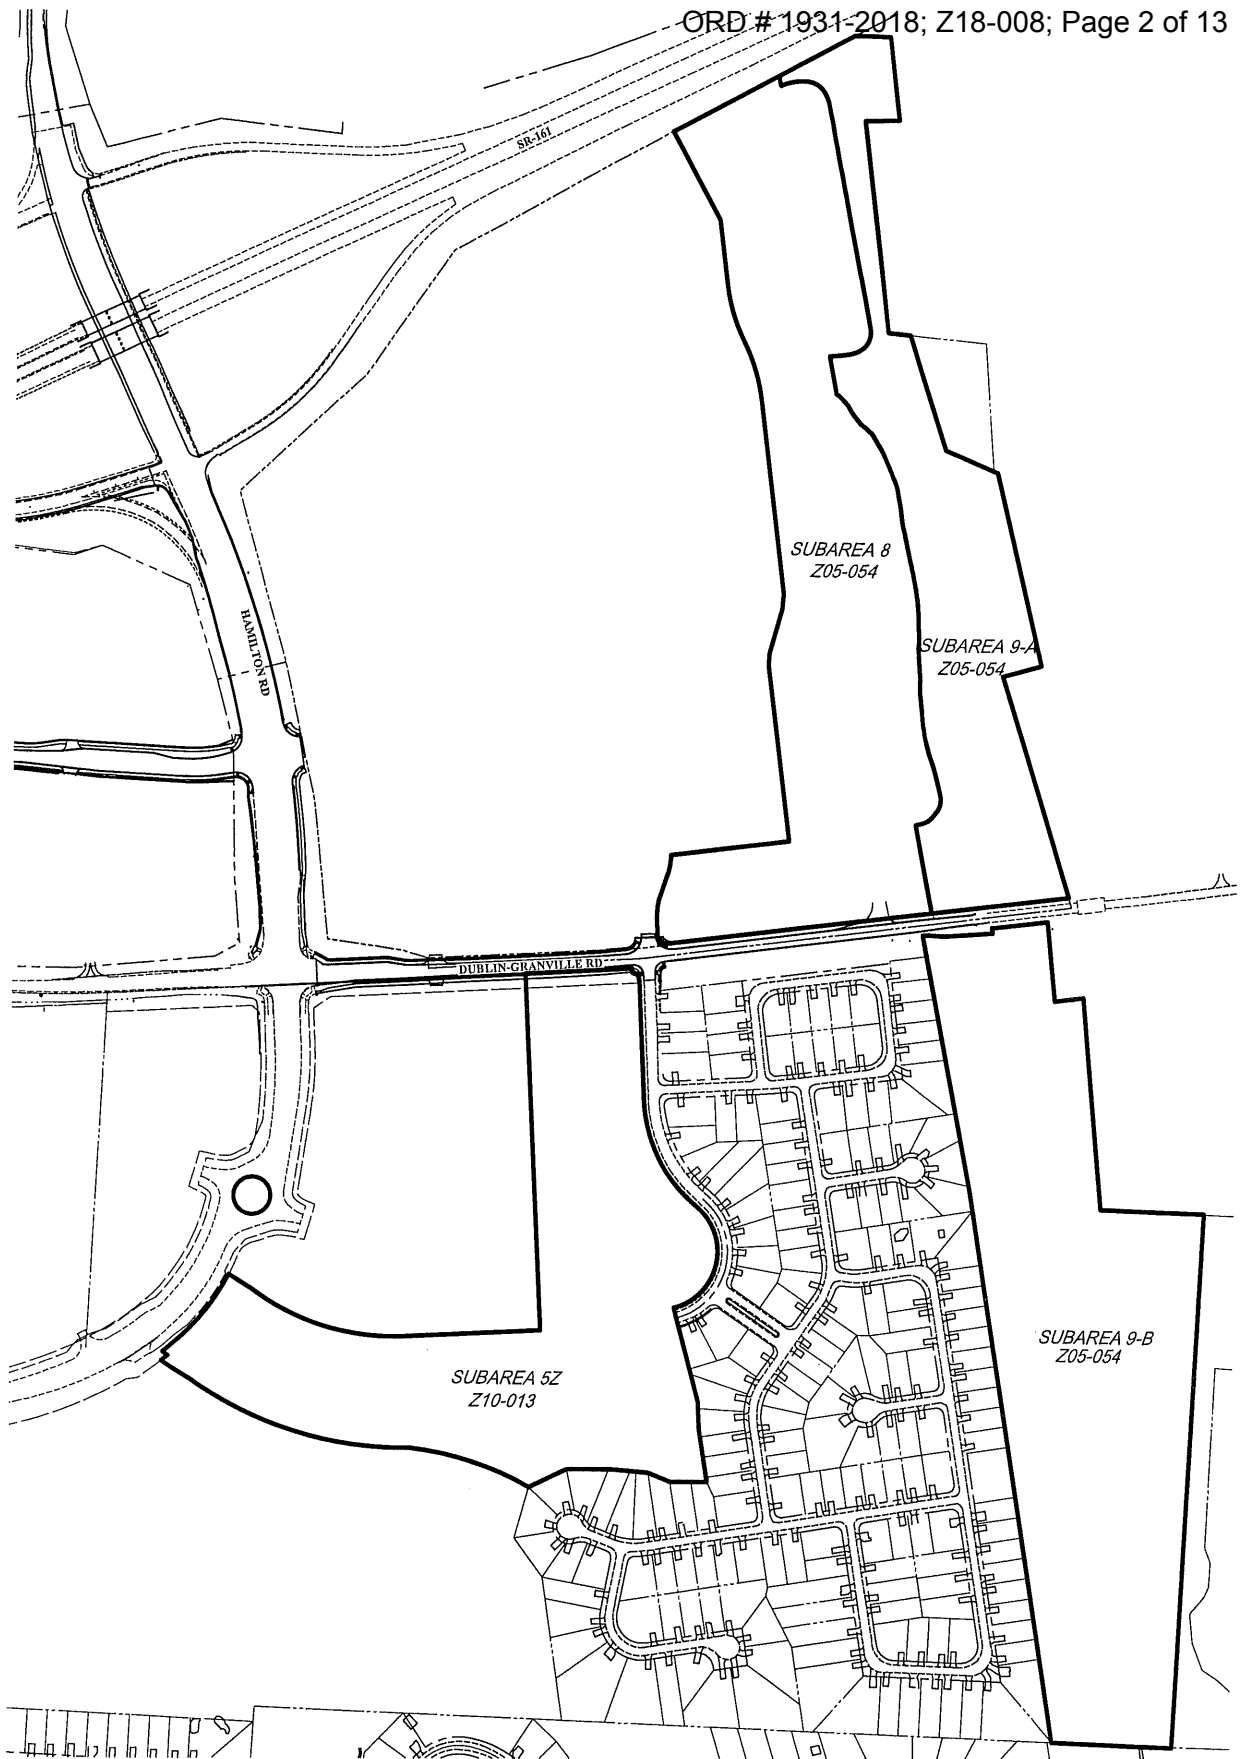 ORD # 1931-2018; Z18-008; Page 2 of 13
SR-161
SUBAREA 8
Z05-054
HAMILTON RD
SUBAREA 9-A
Z05-054
DUBLIN-GRANVILLE RD
SUBAREA 9-B
Z05-054
SUBAREA 5Z
Z10-013